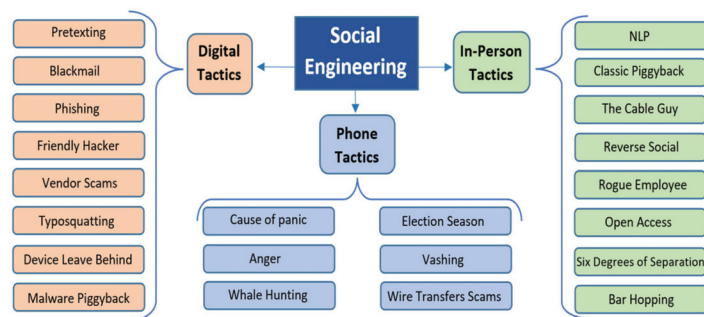 Social
Engineering
Digital
Tactics
Pretexting
Blackmail
Phishing
Friendly Hacker
Vendor Scams
Typosquatting
Device Leave Behind
Malware Piggyback
Phone
Tactics
Cause of panic
Election Season
Anger
Vashing
Whale Hunting
Wire Transfers Scams
In-Person
Tactics
NLP
Classic Piggyback
The Cable Guy
Reverse Social
Rogue Employee
Open Access
Six Degrees of Separation
Bar Hopping